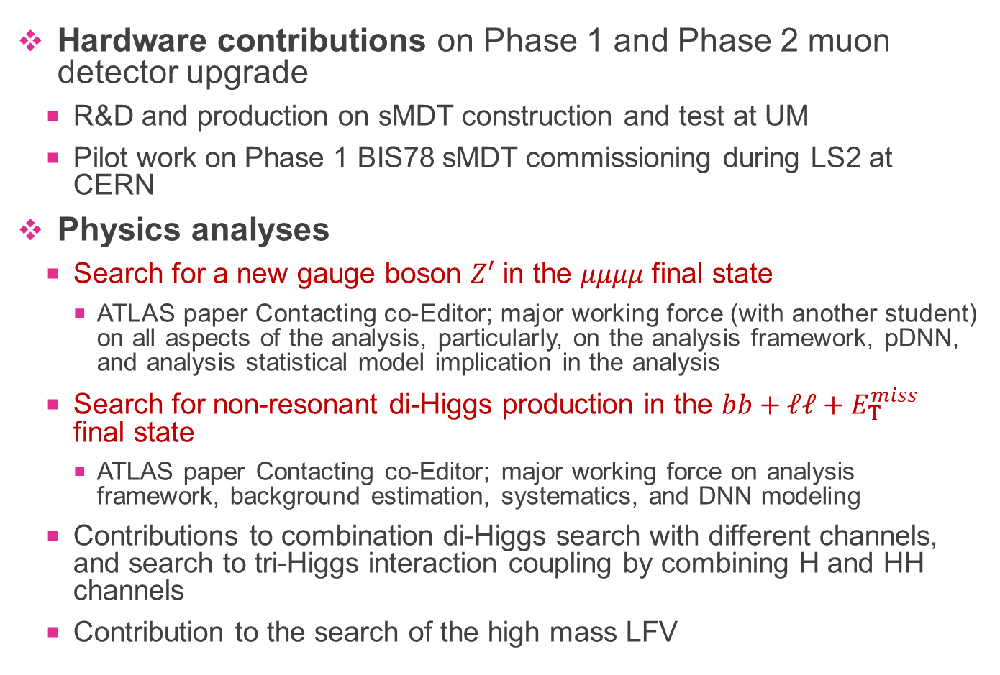 ❖ Hardware contributions on Phase 1 and Phase 2 muon
detector upgrade
▪ R&D and production on sMDT construction and test at UM
▪ Pilot work on Phase 1 BIS78 sMDT commissioning during LS2 at
CERN
❖ Physics analyses
▪ Search for a new gauge boson Z′ in the μμμμ final state
▪ ATLAS paper Contacting co-Editor; major working force (with another student)
on all aspects of the analysis, particularly, on the analysis framework, pDNN,
and analysis statistical model implication in the analysis
▪ Search for non-resonant di-Higgs production in the $bb + \ell\ell + E_{\mathrm{T}}^{miss}$
final state
▪ ATLAS paper Contacting co-Editor; major working force on analysis
framework, background estimation, systematics, and DNN modeling
▪ Contributions to combination di-Higgs search with different channels,
and search to tri-Higgs interaction coupling by combining H and HH
channels
▪ Contribution to the search of the high mass LFV